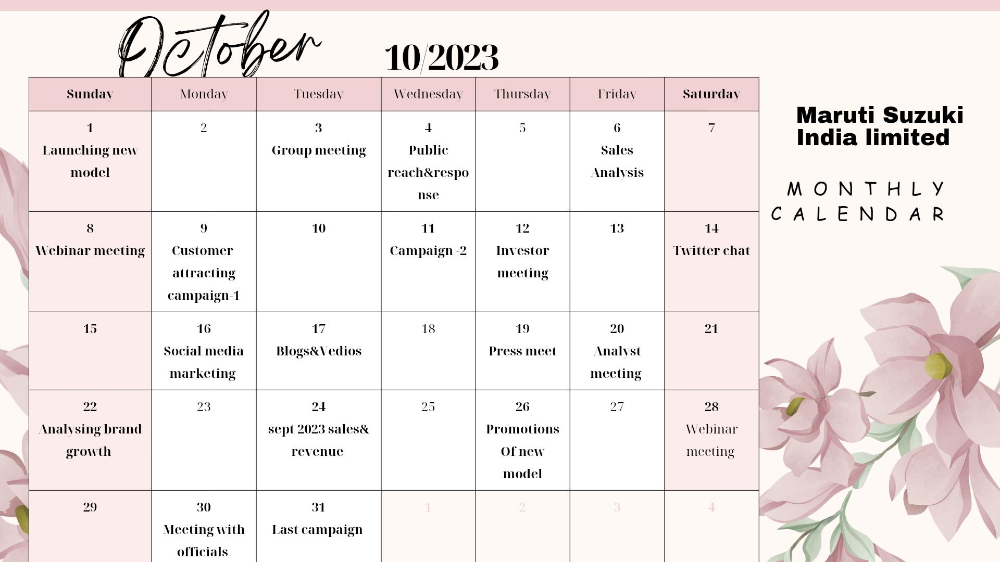 October
10/2023
Sunday Monday Tuesday Wednesday Thursday Friday Saturday
Maruti Suzuki
India limited
MONTHLY
CALENDAR
1 2 3 4 5 6 7
Launching new Group meeting Public Sales
model reach&respo Analysis
nse
8 9 10 11 12 13 14
Webinar meeting Customer Campaign -2 Investor Twitter chat
attracting meeting
campaign-1
15 16 17 18 19 20 21
Social media Blogs&Vedios Press meet Analyst
marketing meeting
22 23 24 25 26 27 28
Analysing brand sept 2023 sales& Promotions Webinar
growth revenue Of new meeting
model
29 30 31 1 2 3 4
Meeting with Last campaign
officials